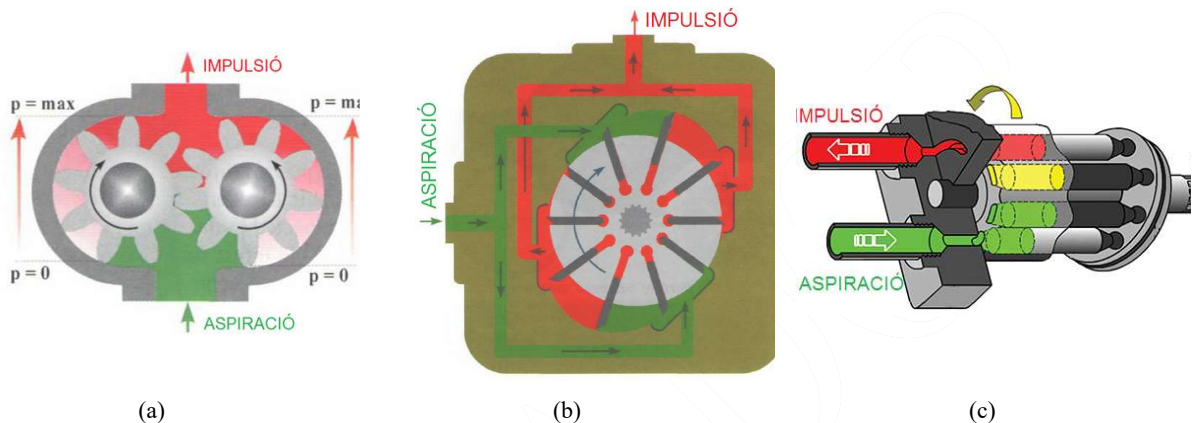 IMPULSIÓ
p = max
p = ma
p=0
p=0
ASPIRACIÓ
IMPULSIÓ
ASPIRACIÓ
IMPULSIÓ
ASPIRACIÓ
(a)
(b)
(c)